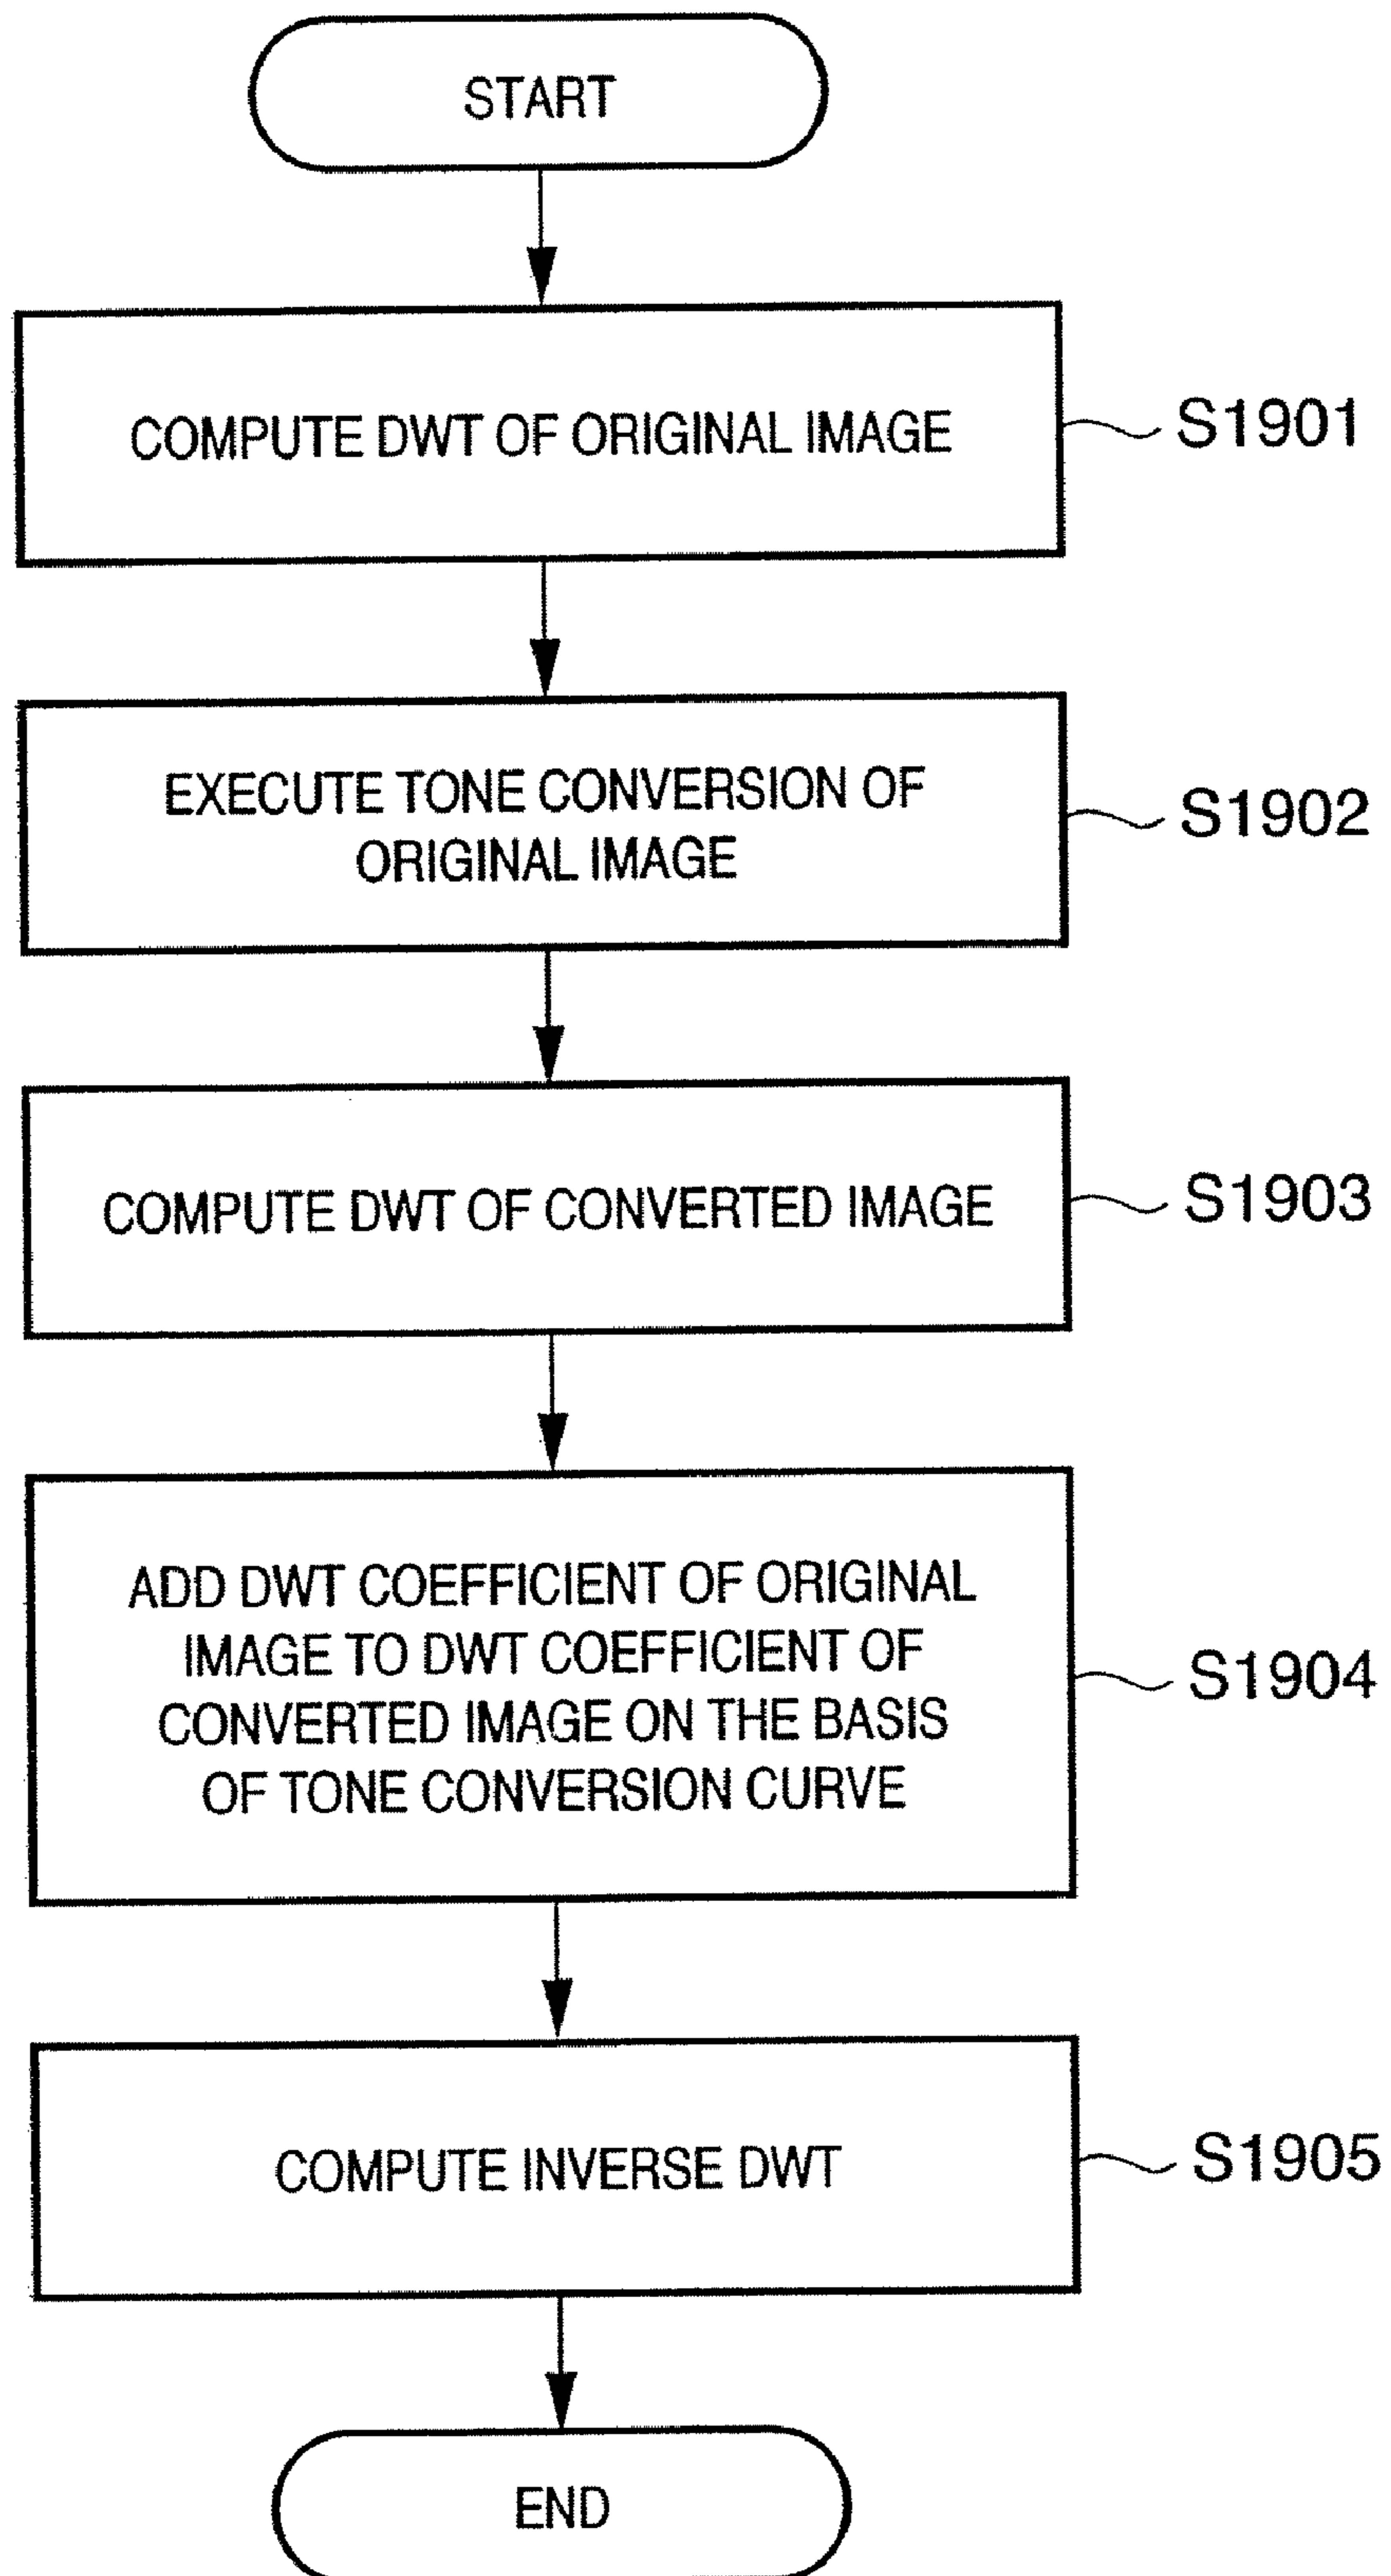 START
COMPUTE DWT OF ORIGINAL IMAGE
S1901
EXECUTE TONE CONVERSION OF
ORIGINAL IMAGE
S1902
COMPUTE DWT OF CONVERTED IMAGE
S1903
ADD DWT COEFFICIENT OF ORIGINAL
IMAGE TO DWT COEFFICIENT OF
CONVERTED IMAGE ON THE BASIS
OF TONE CONVERSION CURVE
S1904
COMPUTE INVERSE DWT
S1905
END